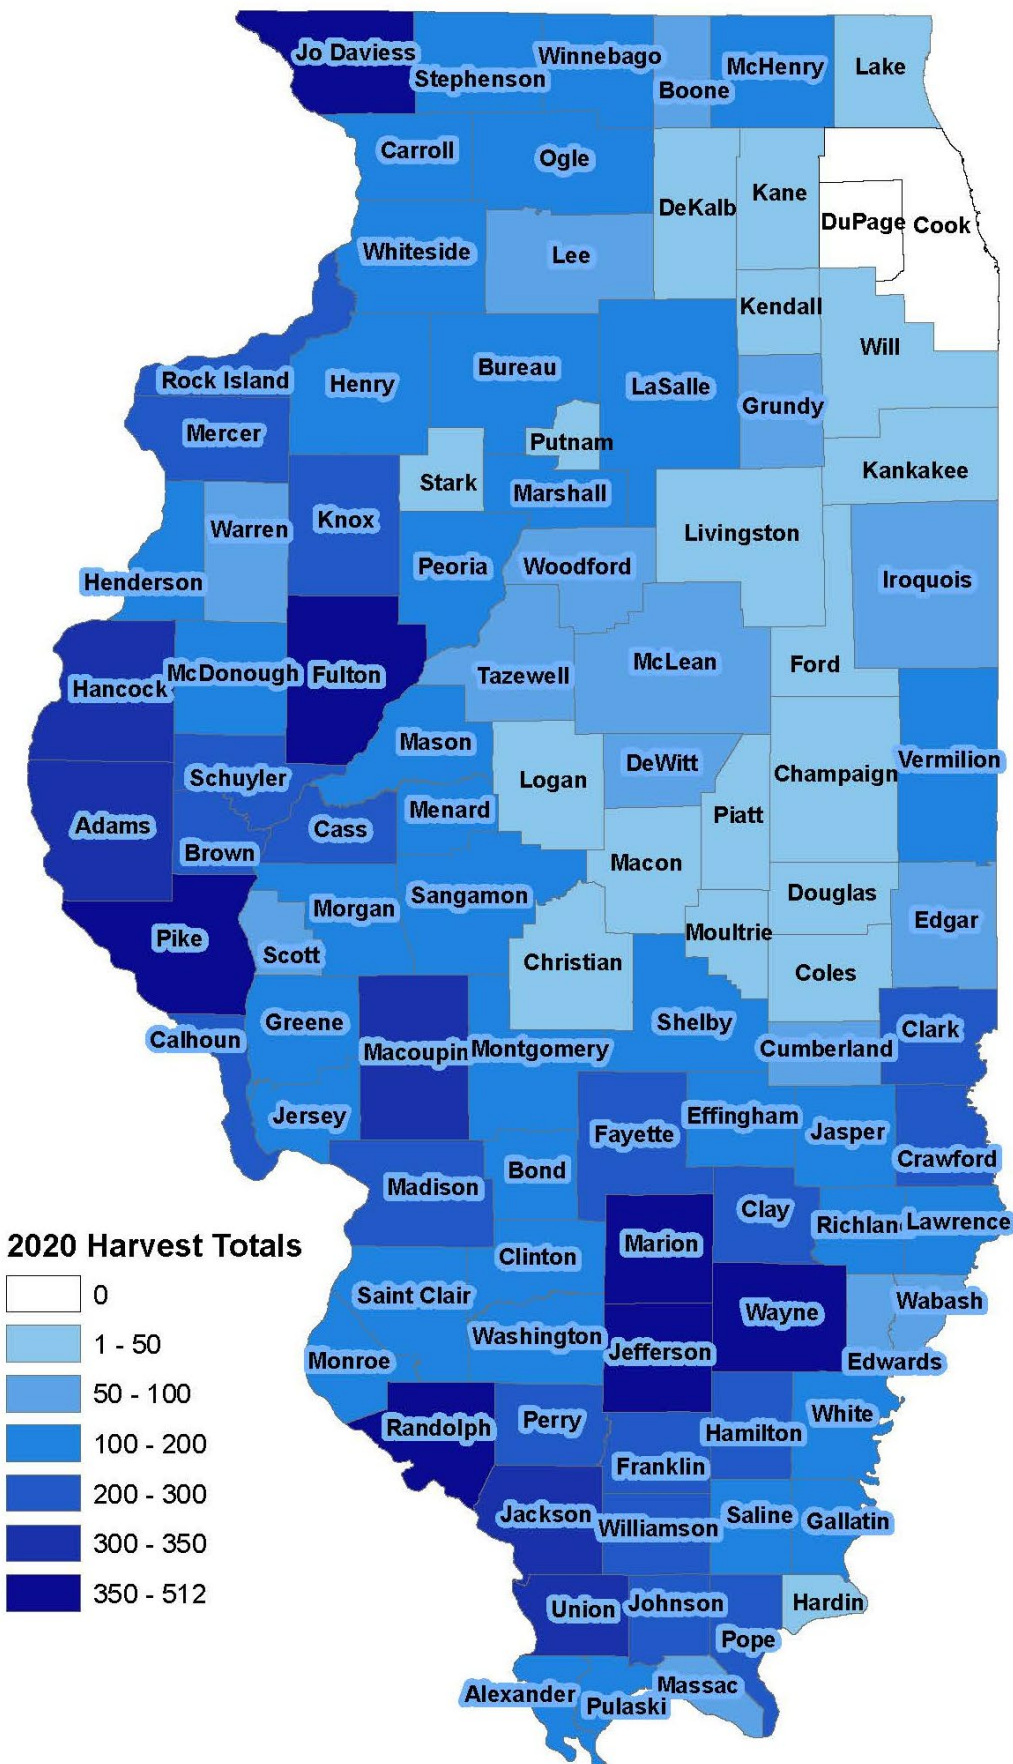 Jo Daviess
Stephenson
Winnebago
Boone
McHenry
Lake
Carroll
Ogle
DeKalb
Kane
DuPage
Cook
Whiteside
Lee
Kendall
Will
Rock Island
Henry
Bureau
LaSalle
Grundy
Mercer
Putnam
Kankakee
Stark
Marshall
Knox
Warren
Livingston
Henderson
Peoria
Woodford
Iroquois
Hancock
McDonough
Fulton
Tazewell
McLean
Ford
Mason
Schuyler
Logan
DeWitt
Champaign
Vermilion
Adams
Brown
Cass
Menard
Piatt
Macon
Pike
Scott
Morgan
Sangamon
Christian
Moultrie
Douglas
Edgar
Coles
Calhoun
Greene
Macoupin
Montgomery
Shelby
Cumberland
Clark
Jersey
Fayette
Effingham
Jasper
Crawford
Madison
Bond
Clay
Richlan
Lawrence
Marion
Clinton
Saint Clair
Wayne
Wabash
Monroe
Washington
Jefferson
Edwards
Randolph
Perry
Hamilton
White
Franklin
Jackson
Williamson
Saline
Gallatin
Union
Johnson
Pope
Hardin
Alexander
Pulaski
Massac
2020 Harvest Totals
0
1 - 50
50 - 100
100 - 200
200 - 300
300 - 350
350 - 512